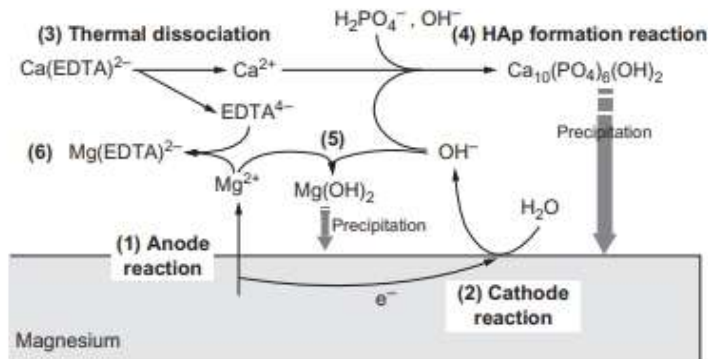 H₂PO₄⁻ , OH⁻
(3) Thermal dissociation
(4) HAp formation reaction
Ca(EDTA)²⁻
Ca²⁺
Ca₁₀(PO₄)₆(OH)₂
EDTA⁴⁻
Precipitation
(6) Mg(EDTA)²⁻
(5)
OH⁻
Mg²⁺
Mg(OH)₂
H₂O
Precipitation
(1) Anode
reaction
e⁻
(2) Cathode
reaction
Magnesium